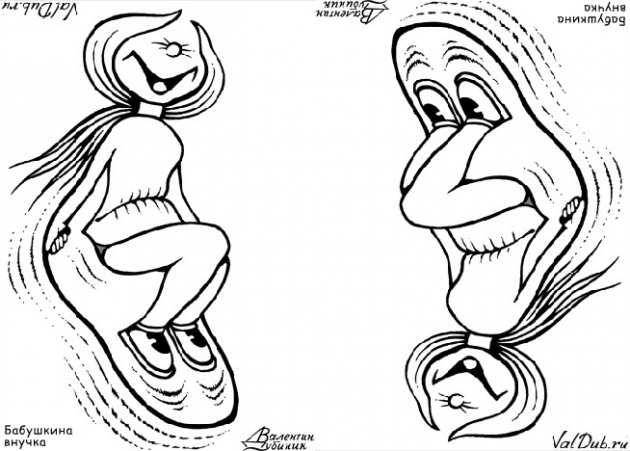 ValDub.ru
Валентин
Дубинин
Бабушкина
внучка
Бабушкина
внучка
Валентин
Дубинин
ValDub.ru